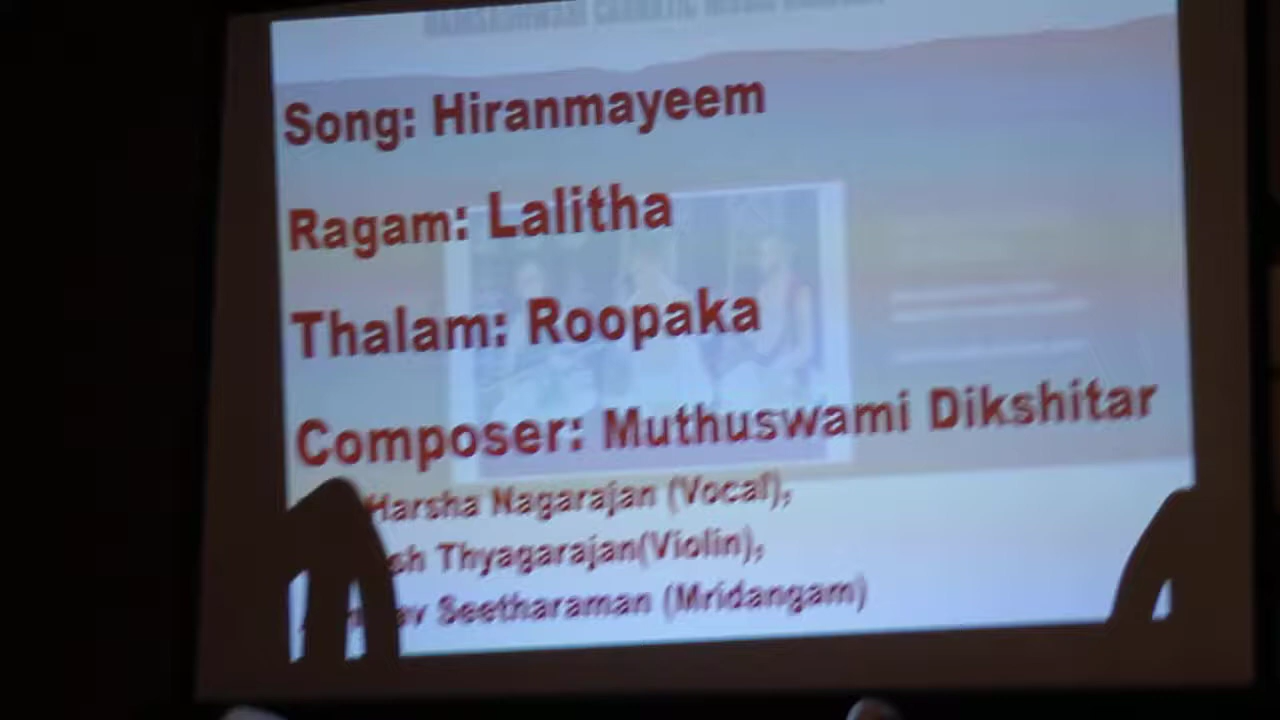 Song: Hiranmayeem
Ragam: Lalitha
Thalam: Roopaka
Composer: Muthuswami Dikshitar
Harsha Nagarajan (Vocal),
Thyagarajan(Violin),
Seetharaman (Mridangam)